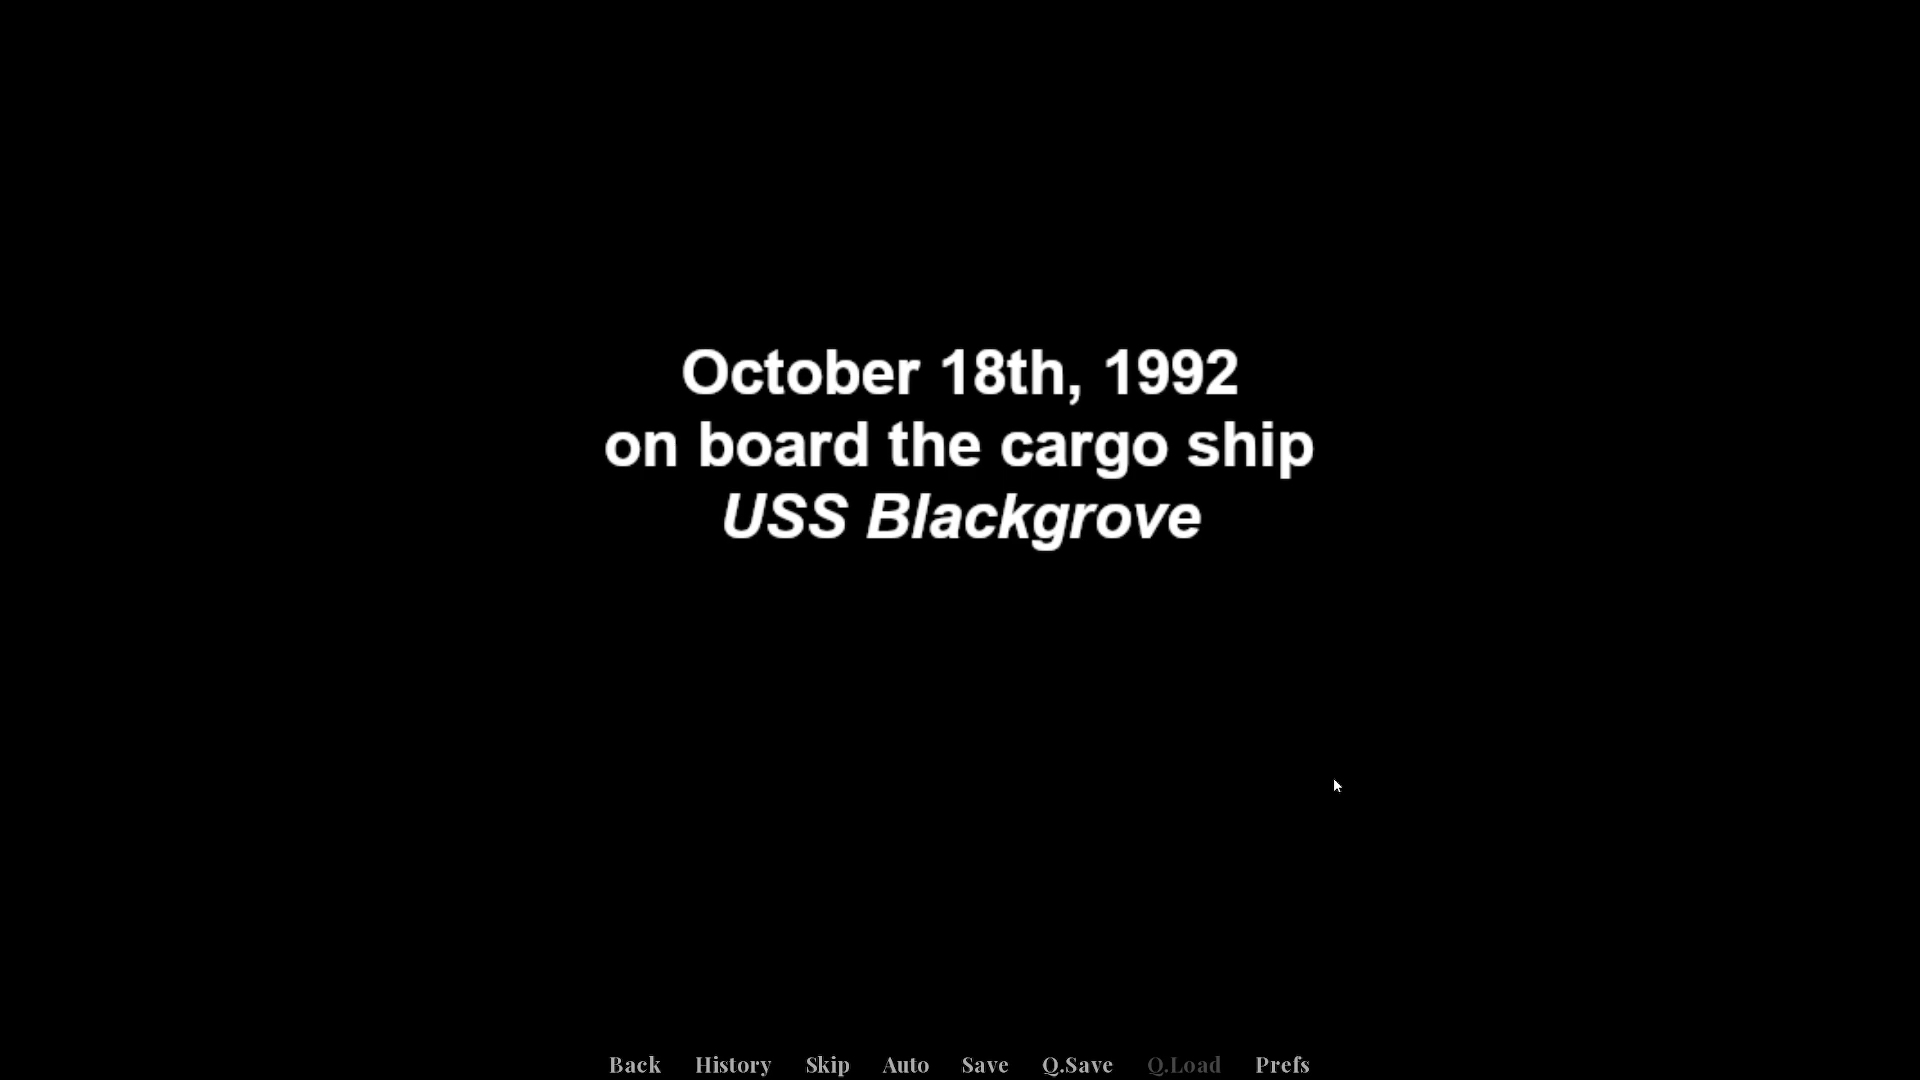 October 18th, 1992
on board the cargo ship
USS Blackgrove
Back History Skip Auto Save Q.Save Q.Load Prefs